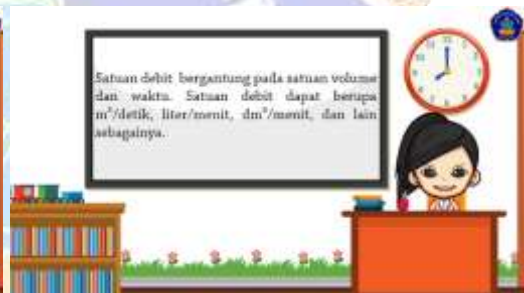 Satuan debit bergantung pada satuan volume
dan waktu. Satuan debit dapat berupa
m³/detik, liter/menit, dm³/menit, dan lain
sebagainya.